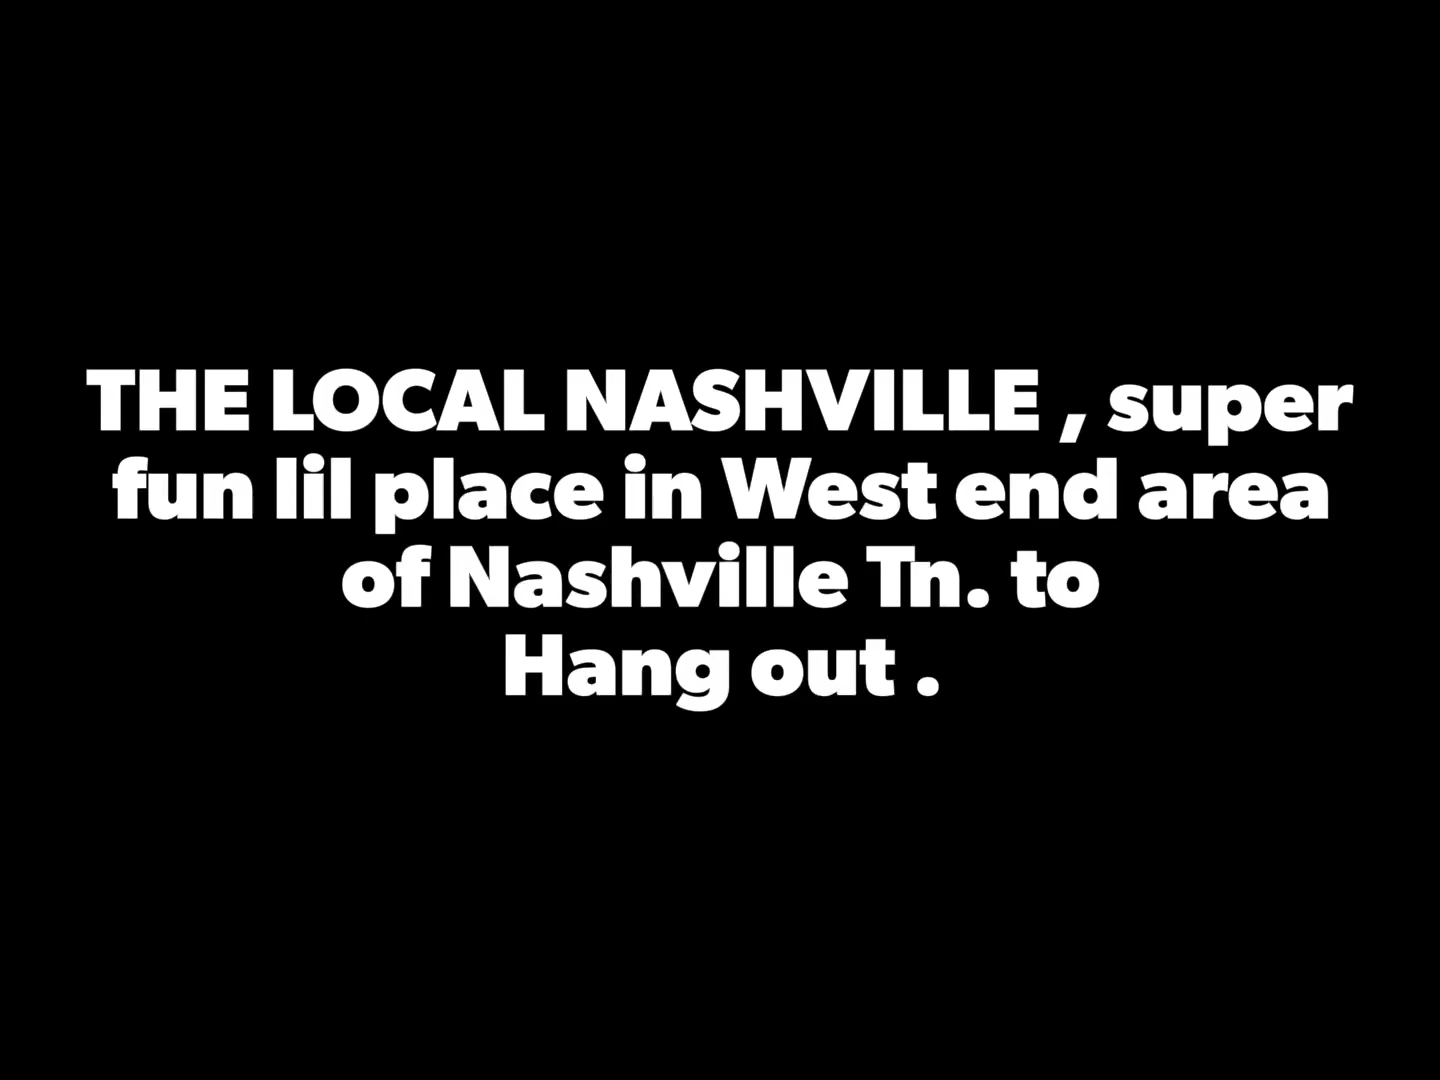 THE LOCAL NASHVILLE , super
fun lil place in West end area
of Nashville Tn. to
Hang out .